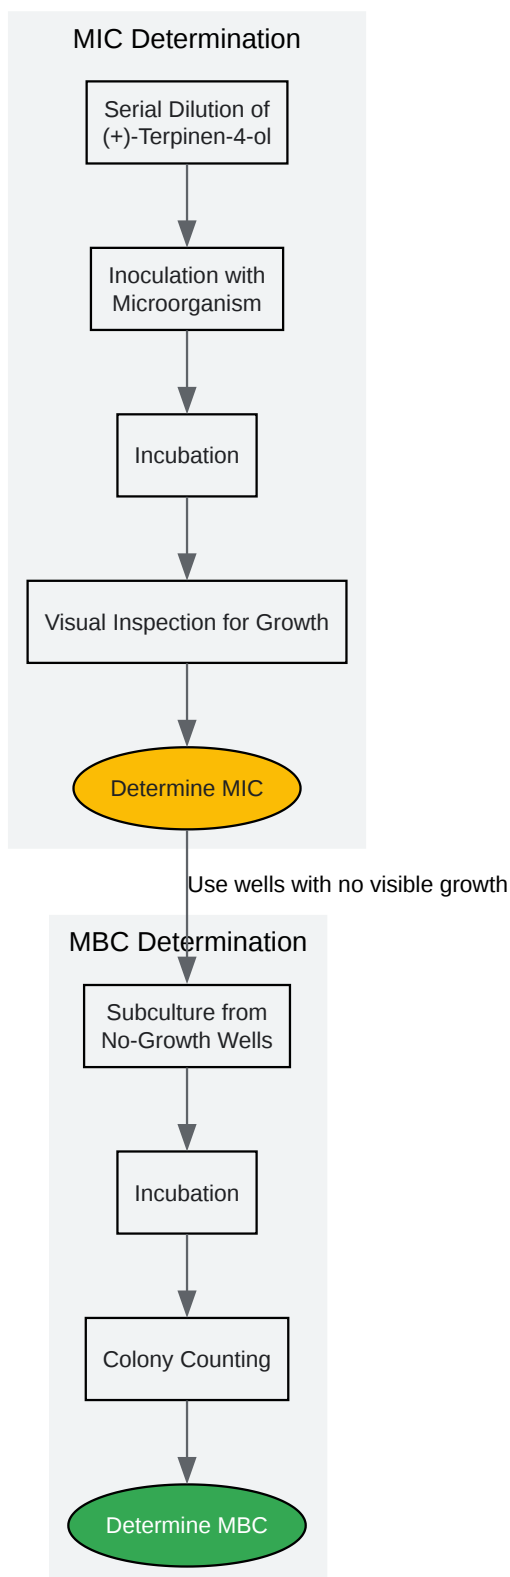 MIC Determination
Serial Dilution of
(+)-Terpinen-4-ol
Inoculation with
Microorganism
Incubation
Visual Inspection for Growth
Determine MIC
Use wells with no visible growth
MBC Determination
Subculture from
No-Growth Wells
Incubation
Colony Counting
Determine MBC